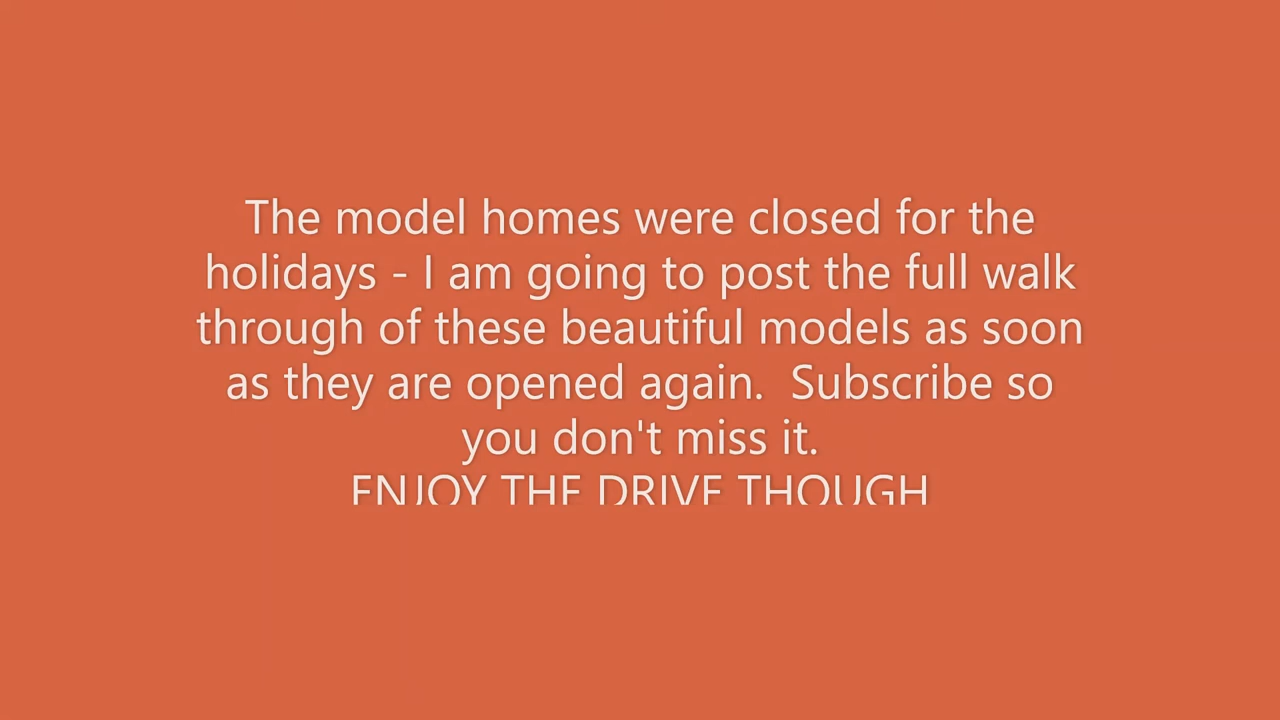 The model homes were closed for the
holidays - I am going to post the full walk
through of these beautiful models as soon
as they are opened again.  Subscribe so
you don't miss it.
ENJOY THE DRIVE THOUGH